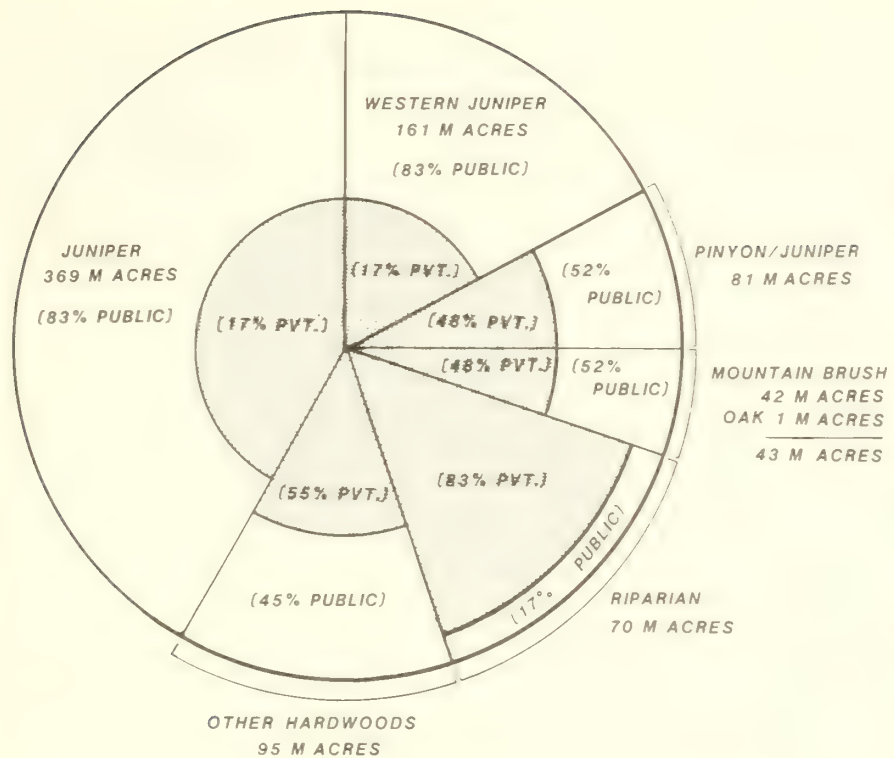 WESTERN JUNIPER
161 M ACRES
(83% PUBLIC)
(17% PVT.)
JUNIPER
369 M ACRES
(83% PUBLIC)
(17% PVT.)
PINYON/JUNIPER
81 M ACRES
(52%
PUBLIC)
(48% PVT.)
MOUNTAIN BRUSH
42 M ACRES
OAK 1 M ACRES
43 M ACRES
(52%
PUBLIC)
(48% PVT.)
(83% PVT.)
(17% PUBLIC)
RIPARIAN
70 M ACRES
(55% PVT.)
(45% PUBLIC)
OTHER HARDWOODS
95 M ACRES